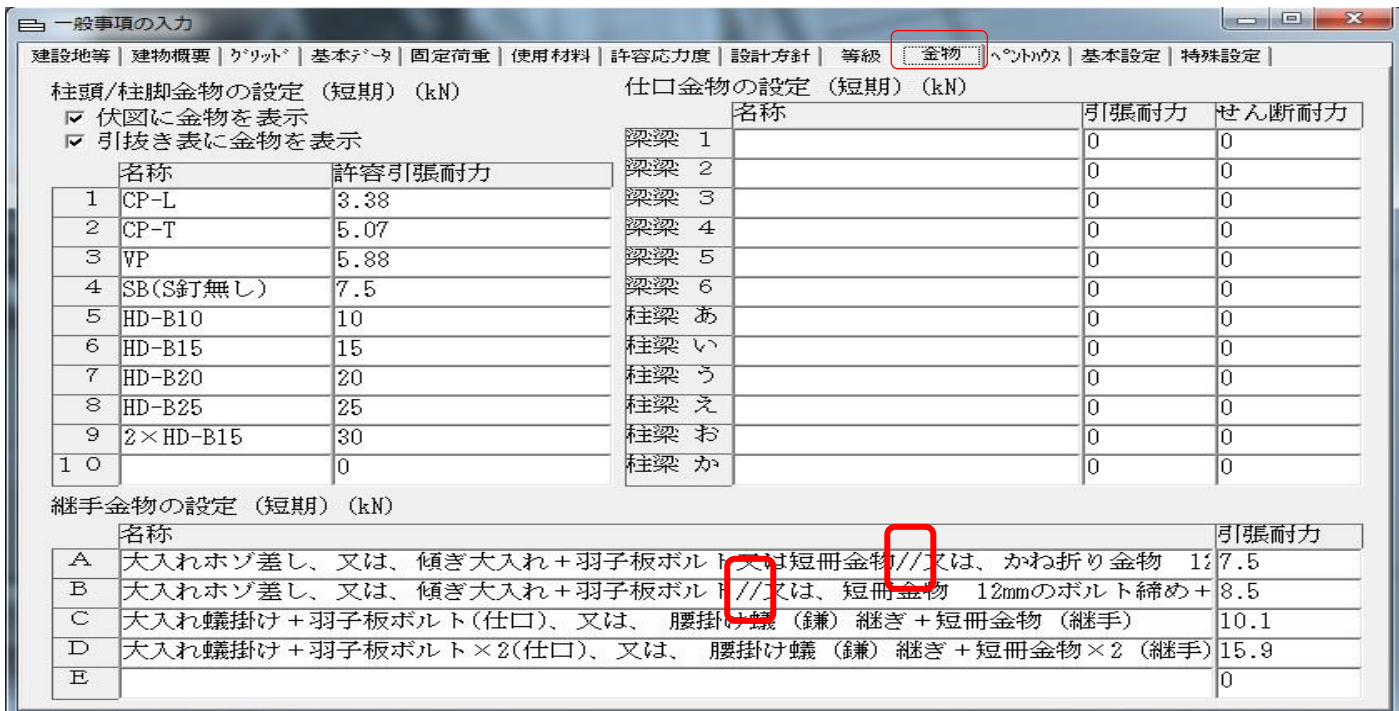 一般事項の入力
建設地等 建物概要 グリッド 基本データ 固定荷重 使用材料 許容応力度 設計方針 等級 金物 ペントハウス 基本設定 特殊設定
柱頭/柱脚金物の設定（短期）(kN)
伏図に金物を表示
引抜き表に金物を表示
名称 許容引張耐力
1 CP-L 3.38
2 CP-T 5.07
3 VP 5.88
4 SB(S釘無し) 7.5
5 HD-B10 10
6 HD-B15 15
7 HD-B20 20
8 HD-B25 25
9 2×HD-B15 30
10 0
仕口金物の設定（短期）(kN)
名称 引張耐力 せん断耐力
梁梁 1 0 0
梁梁 2 0 0
梁梁 3 0 0
梁梁 4 0 0
梁梁 5 0 0
梁梁 6 0 0
柱梁 あ 0 0
柱梁 い 0 0
柱梁 う 0 0
柱梁 え 0 0
柱梁 お 0 0
柱梁 か 0 0
継手金物の設定（短期）(kN)
名称 引張耐力
A 大入れホゾ差し、又は、傾ぎ大入れ＋羽子板ボルト又は短冊金物//又は、かね折り金物 12 7.5
B 大入れホゾ差し、又は、傾ぎ大入れ＋羽子板ボルト//又は、短冊金物 12mmのボルト締め＋ 8.5
C 大入れ蟻掛け＋羽子板ボルト(仕口)、又は、 腰掛け蟻（鎌）継ぎ＋短冊金物（継手） 10.1
D 大入れ蟻掛け＋羽子板ボルト×2(仕口)、又は、 腰掛け蟻（鎌）継ぎ＋短冊金物×2（継手） 15.9
E 0